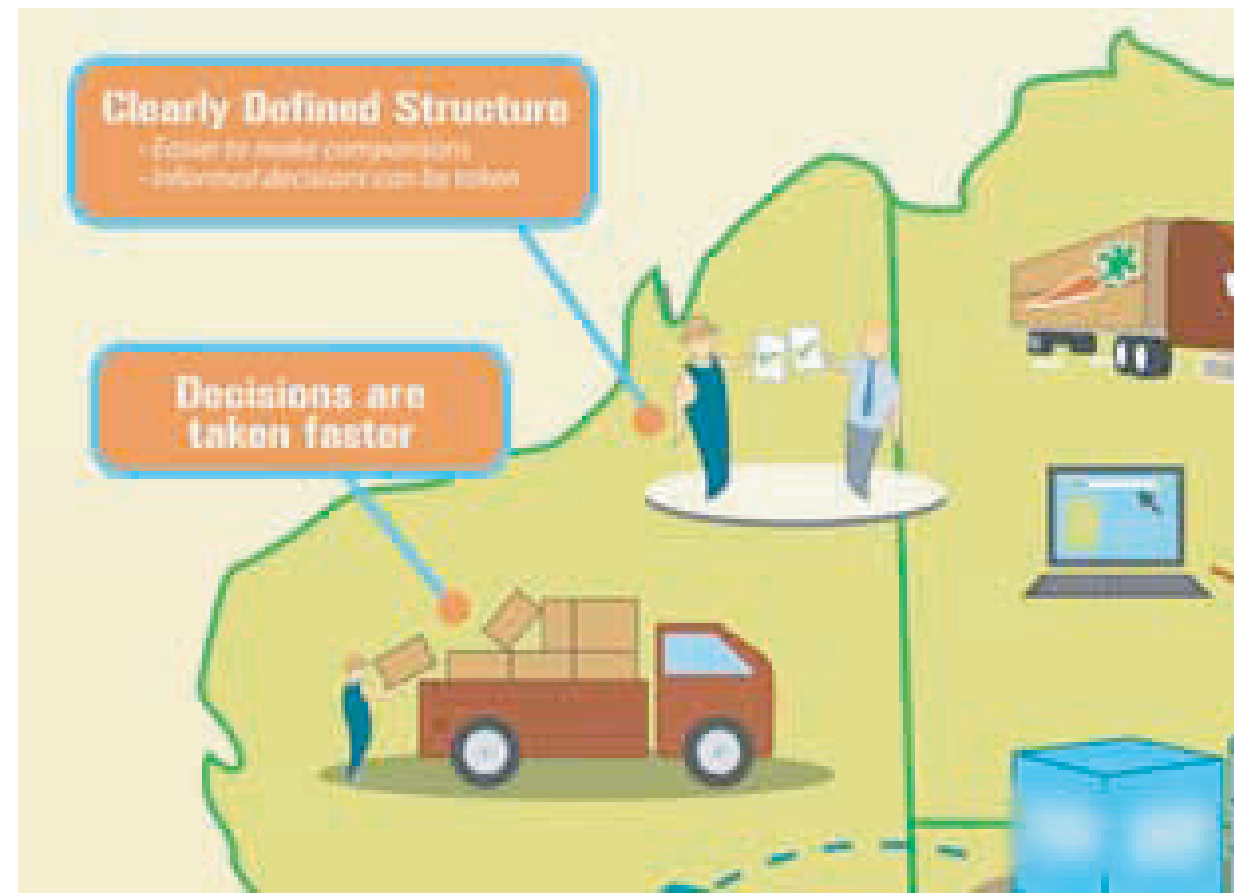 Clearly Defined Structure
- Easier to make comparisons
- Informed decisions can be taken
Decisions are
taken faster